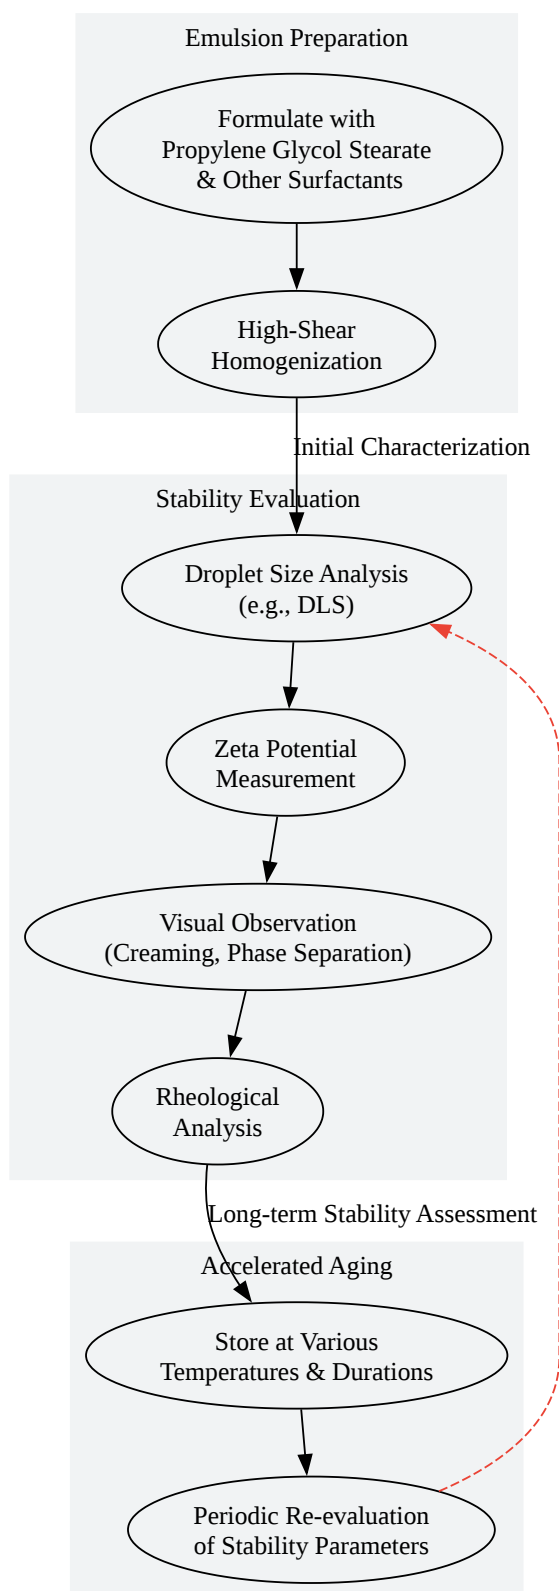 Emulsion Preparation
Formulate with
Propylene Glycol Stearate
& Other Surfactants
High-Shear
Homogenization
Initial Characterization
Stability Evaluation
Droplet Size Analysis
(e.g., DLS)
Zeta Potential
Measurement
Visual Observation
(Creaming, Phase Separation)
Rheological
Analysis
Long-term Stability Assessment
Accelerated Aging
Store at Various
Temperatures & Durations
Periodic Re-evaluation
of Stability Parameters